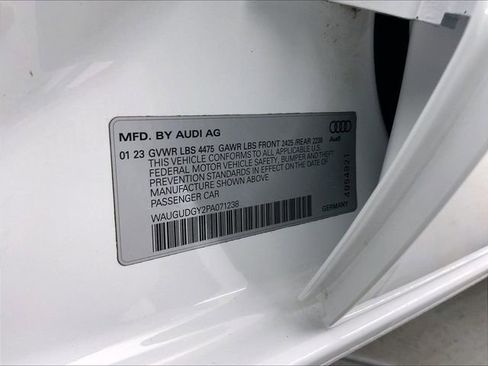 MFD. BY AUDI AG
Audi
01 23 GVWR LBS 4475 GAWR LBS FRONT 2425 /REAR 2238
THIS VEHICLE CONFORMS TO ALL APPLICABLE U.S.
FEDERAL MOTOR VEHICLE SAFETY, BUMPER AND THEFT
STANDARDS IN EFFECT ON THE DATE OF
MANUFACTURE SHOWN ABOVE.
PASSENGER CAR
WAUGUDGY2PA071238
4094921
GERMANY